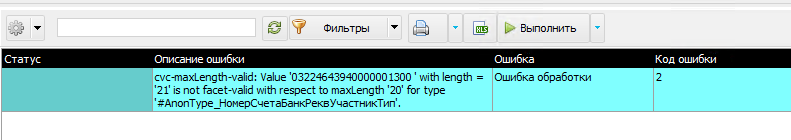 Фильтры
XLS
Выполнить
Статус
Описание ошибки
Ошибка
Код ошибки
cvc-maxLength-valid: Value '03224643940000001300 ' with length =
'21' is not facet-valid with respect to maxLength '20' for type
'#AnonType_НомерСчетаБанкРеквУчастникТип'.
Ошибка обработки
2